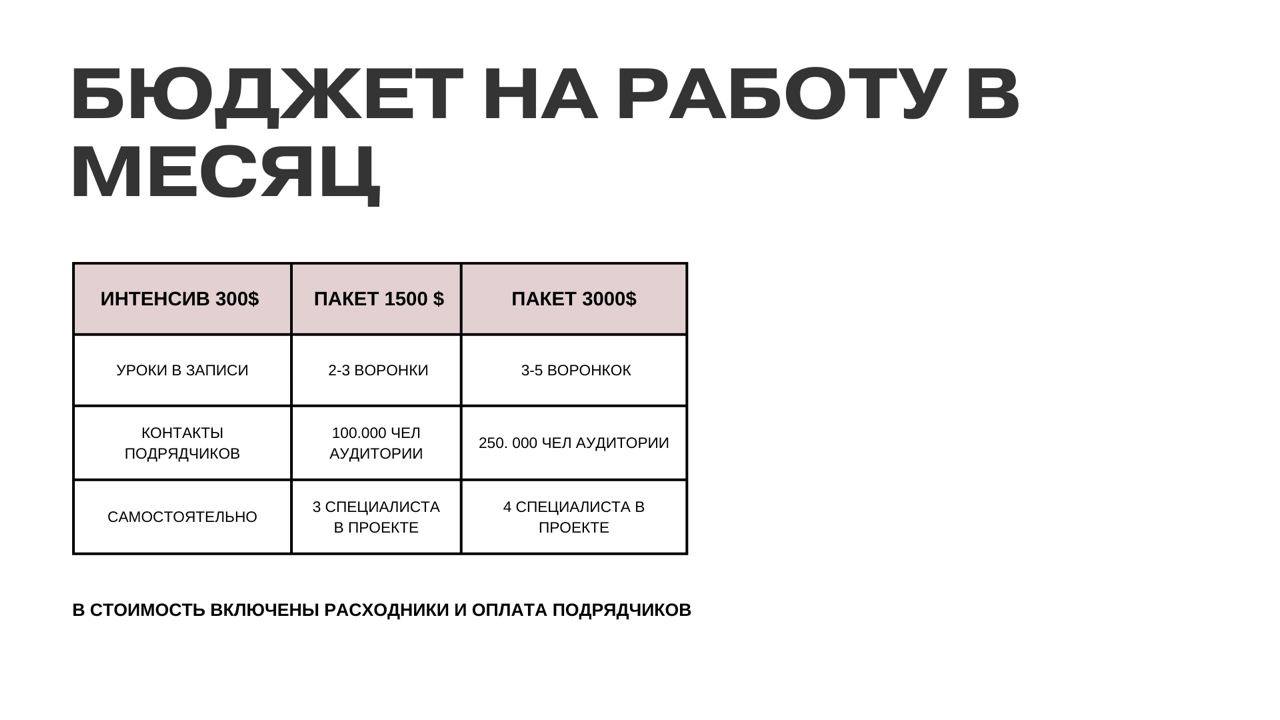 БЮДЖЕТ НА РАБОТУ В
МЕСЯЦ
ИНТЕНСИВ 300$ ПАКЕТ 1500 $ ПАКЕТ 3000$
УРОКИ В ЗАПИСИ 2-3 ВОРОНКИ 3-5 ВОРОНКОК
КОНТАКТЫ
ПОДРЯДЧИКОВ
100.000 ЧЕЛ
АУДИТОРИИ
250. 000 ЧЕЛ АУДИТОРИИ
САМОСТОЯТЕЛЬНО
3 СПЕЦИАЛИСТА
В ПРОЕКТЕ
4 СПЕЦИАЛИСТА В
ПРОЕКТЕ
В СТОИМОСТЬ ВКЛЮЧЕНЫ РАСХОДНИКИ И ОПЛАТА ПОДРЯДЧИКОВ